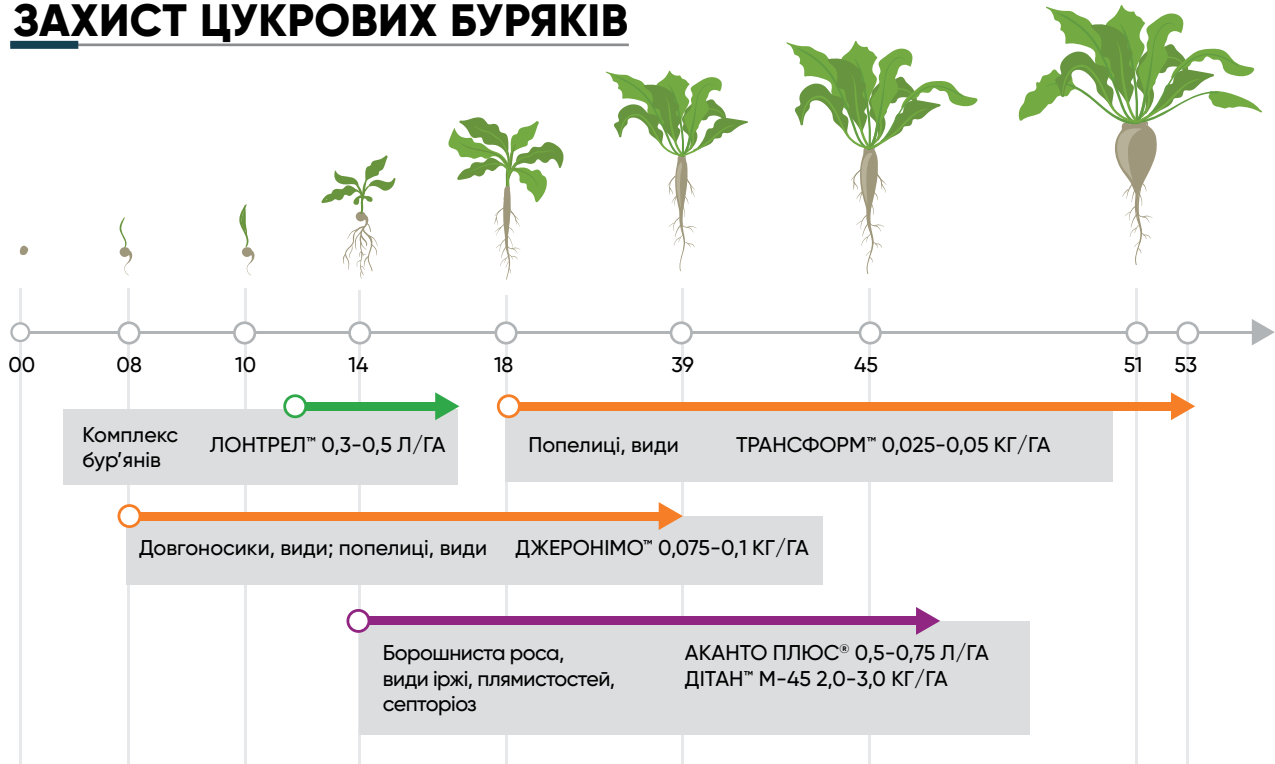 ЗАХИСТ ЦУКРОВИХ БУРЯКІВ
00 08 10 14 18 39 45 51 53
Комплекс
бур’янів
ЛОНТРЕЛ™ 0,3-0,5 Л/ГА
Попелиці, види
ТРАНСФОРМ™ 0,025-0,05 КГ/ГА
Довгоносики, види; попелиці, види
ДЖЕРОНІМО™ 0,075-0,1 КГ/ГА
Борошниста роса,
види іржі, плямистостей,
септоріоз
АКАНТО ПЛЮС® 0,5-0,75 Л/ГА
ДІТАН™ М-45 2,0-3,0 КГ/ГА